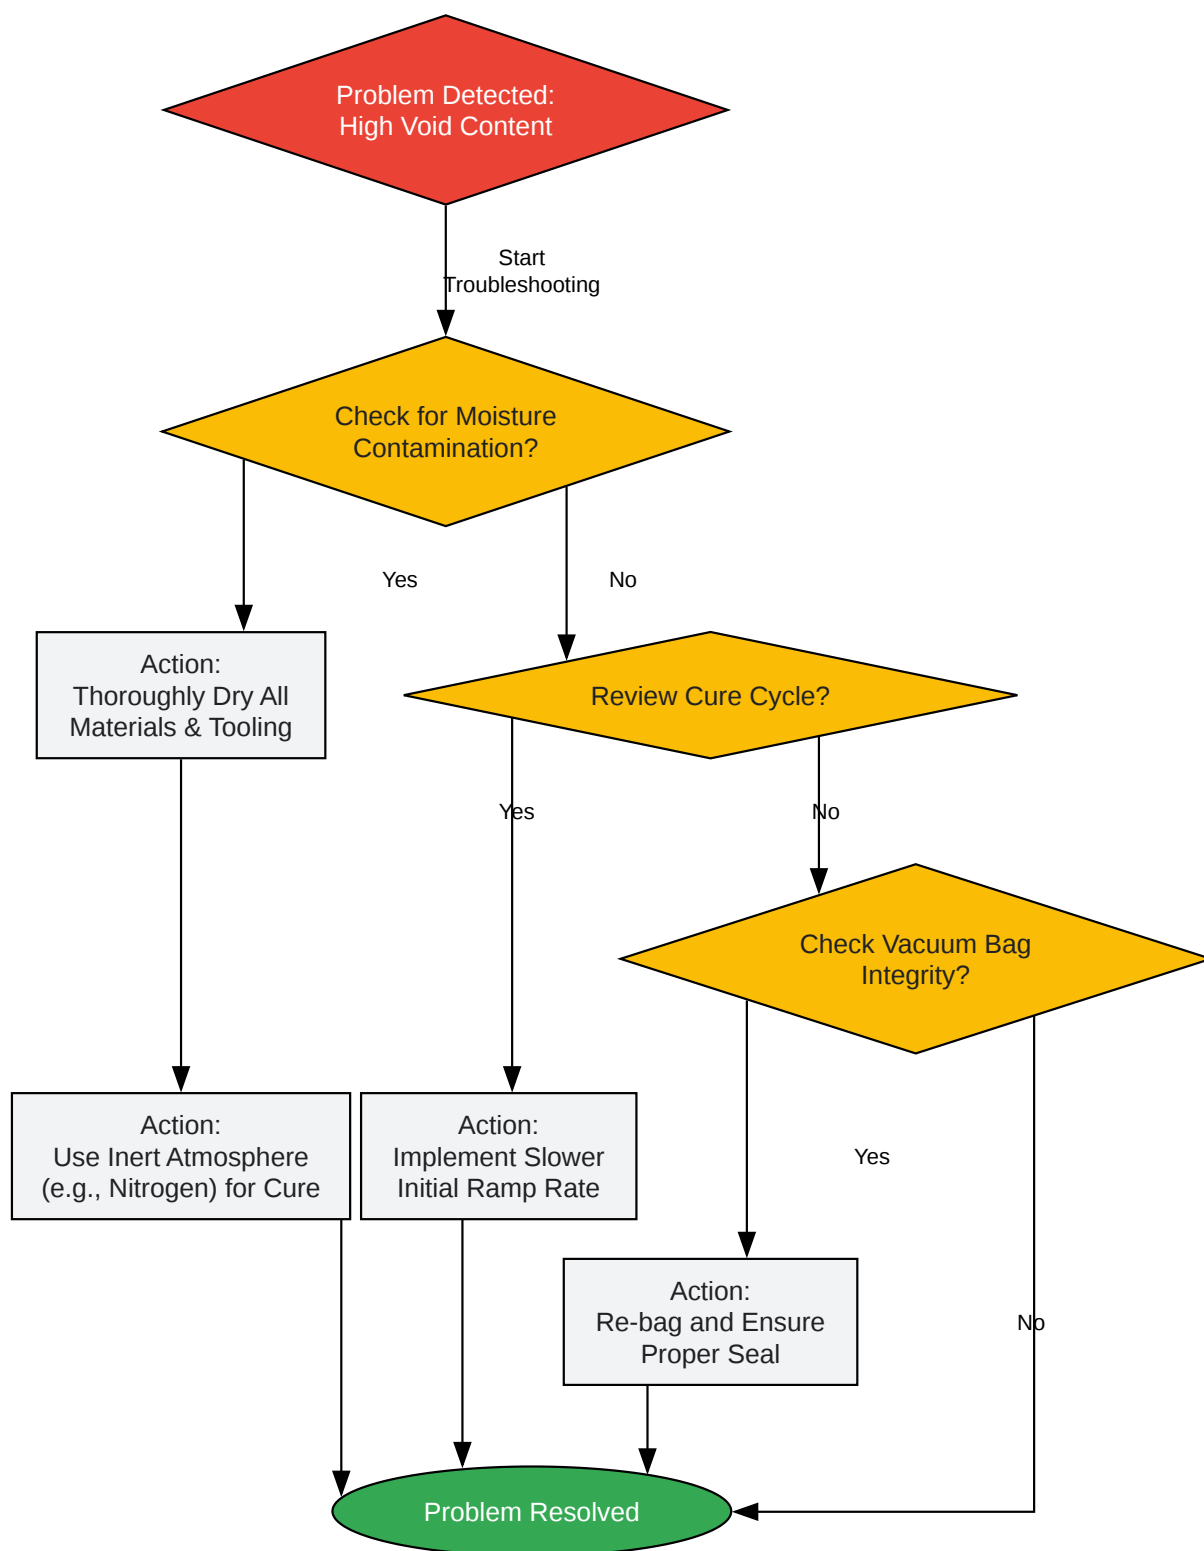 Problem Detected:
High Void Content
Start
Troubleshooting
Check for Moisture
Contamination?
Yes
No
Action:
Thoroughly Dry All
Materials & Tooling
Review Cure Cycle?
Yes
No
Check Vacuum Bag
Integrity?
Action:
Use Inert Atmosphere
(e.g., Nitrogen) for Cure
Action:
Implement Slower
Initial Ramp Rate
Yes
Action:
Re-bag and Ensure
Proper Seal
No
Problem Resolved